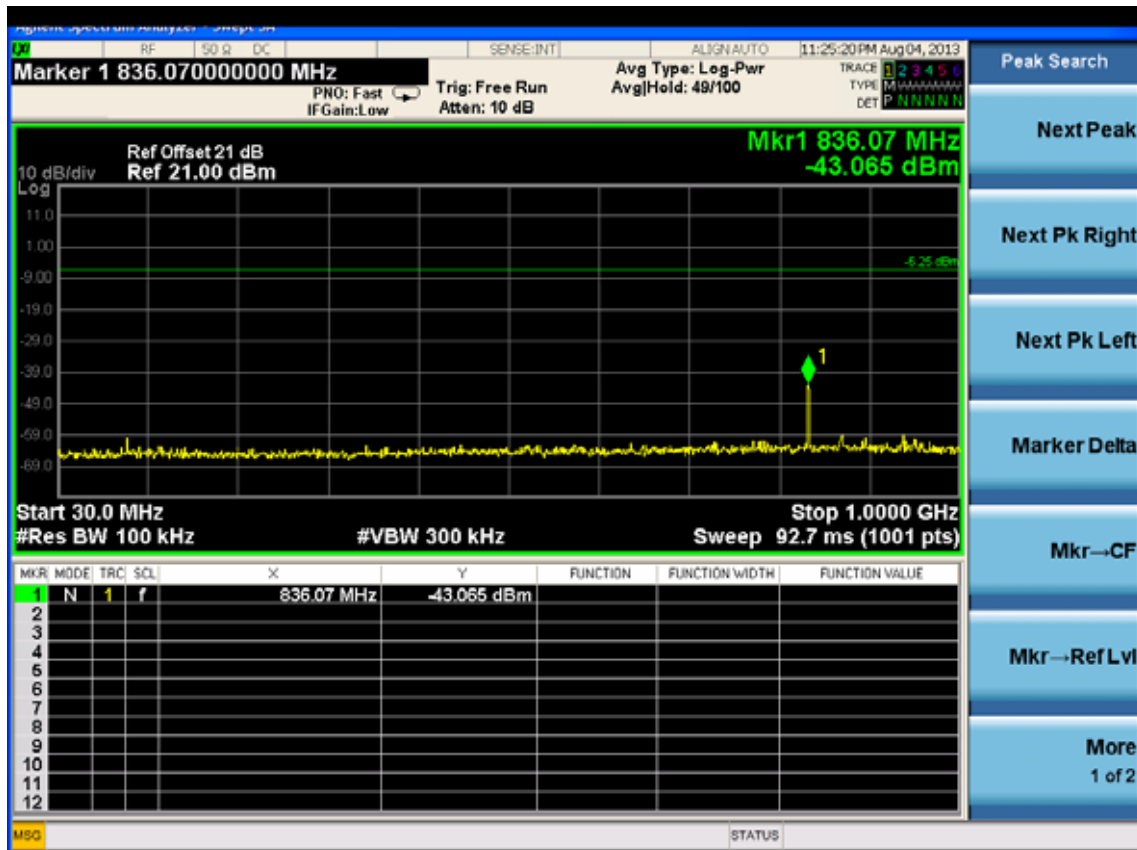 Agilent Spectrum Analyzer - Swept SA
LXI RF 50 Ω DC SENSE:INT ALIGNAUTO 11:25:20PM Aug 04, 2013
Marker 1 836.070000000 MHz
PNO: Fast
IFGain:Low
Trig: Free Run
Atten: 10 dB
Avg Type: Log-Pwr
Avg|Hold: 49/100
TRACE 1 2 3 4 5 6
TYPE M W W W W W
DET P N N N N N
Mkr1 836.07 MHz
-43.065 dBm
Ref Offset 21 dB
10 dB/div Ref 21.00 dBm
Log
11.0
1.00
-6.25 dBm
-9.00
-19.0
-29.0
1
-39.0
-49.0
-59.0
-69.0
Start 30.0 MHz Stop 1.0000 GHz
#Res BW 100 kHz #VBW 300 kHz Sweep 92.7 ms (1001 pts)
MKR MODE TRC SCL X Y FUNCTION FUNCTION WIDTH FUNCTION VALUE
1 N 1 f 836.07 MHz -43.065 dBm
2
3
4
5
6
7
8
9
10
11
12
MSG STATUS
Peak Search
Next Peak
Next Pk Right
Next Pk Left
Marker Delta
Mkr→CF
Mkr→Ref Lvl
More
1 of 2